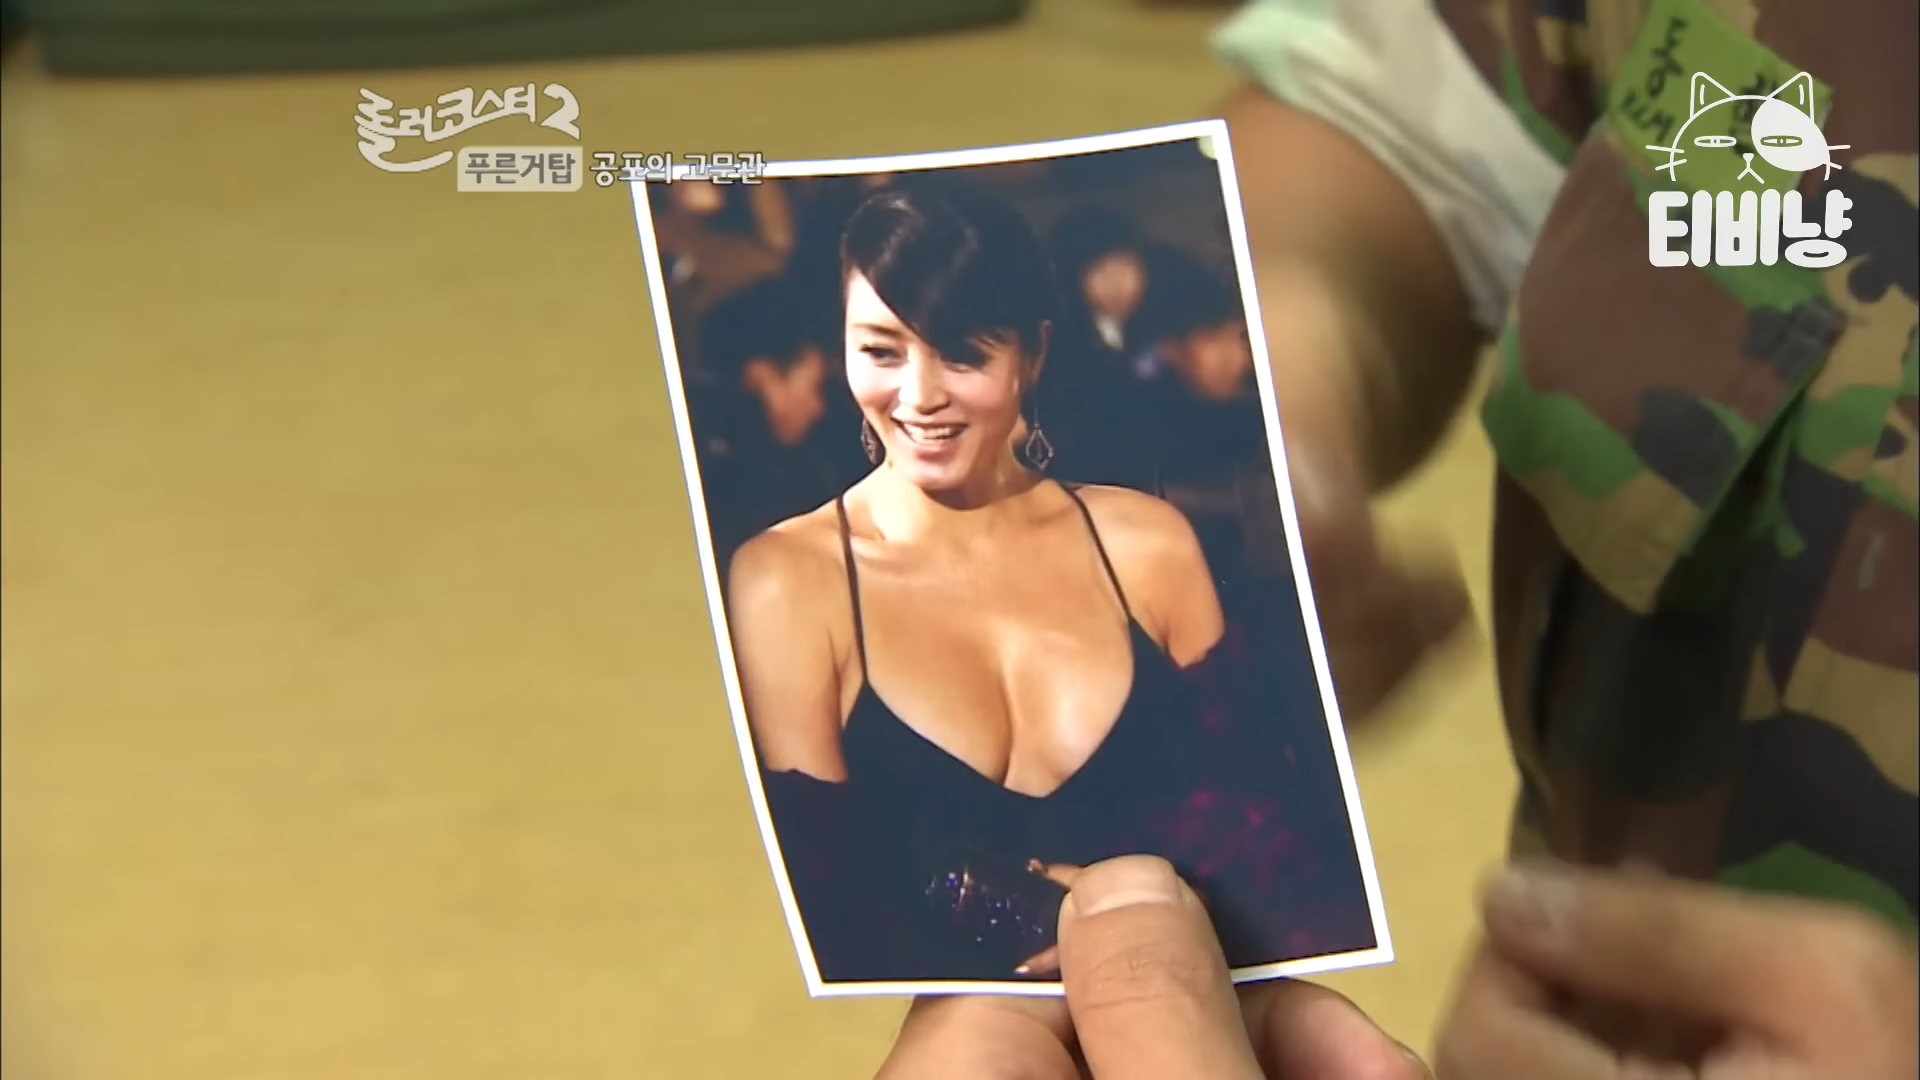 롤러코스터2
푸른거탑 공포의 고문관
티비냥